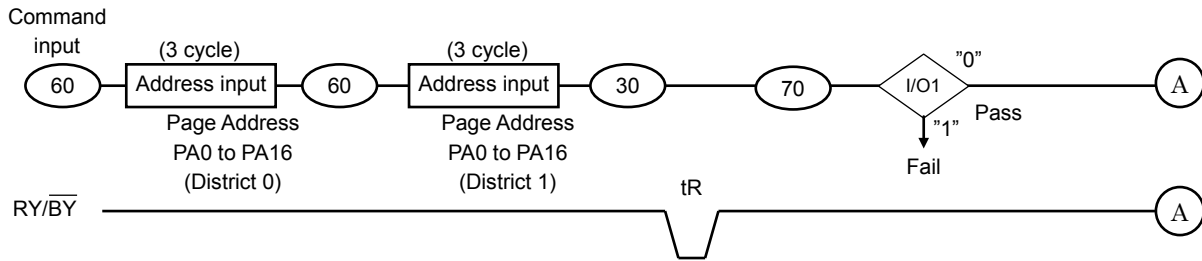 Command
input
(3 cycle)
(3 cycle)
60
Address input
60
Address input
30
70
I/O1
”0”
A
Page Address
PA0 to PA16
(District 0)
Page Address
PA0 to PA16
(District 1)
”1”
Pass
Fail
tR
RY/BY
A